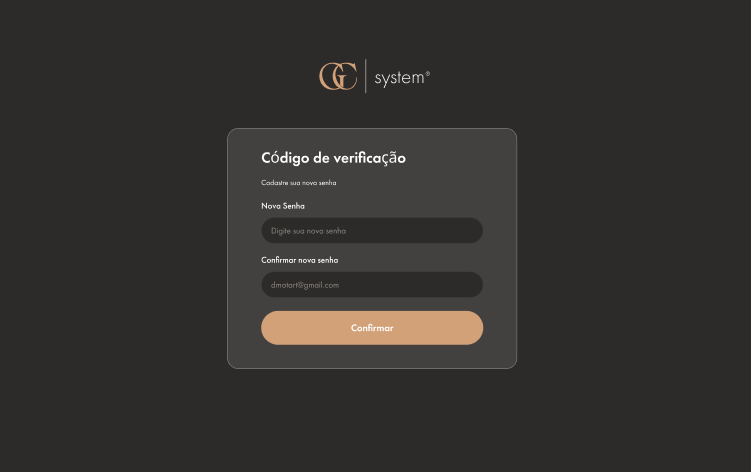 GC system®
Código de verificação
Cadastre sua nova senha
Nova Senha
Digite sua nova senha
Confirmar nova senha
dmotart@gmail.com
Confirmar